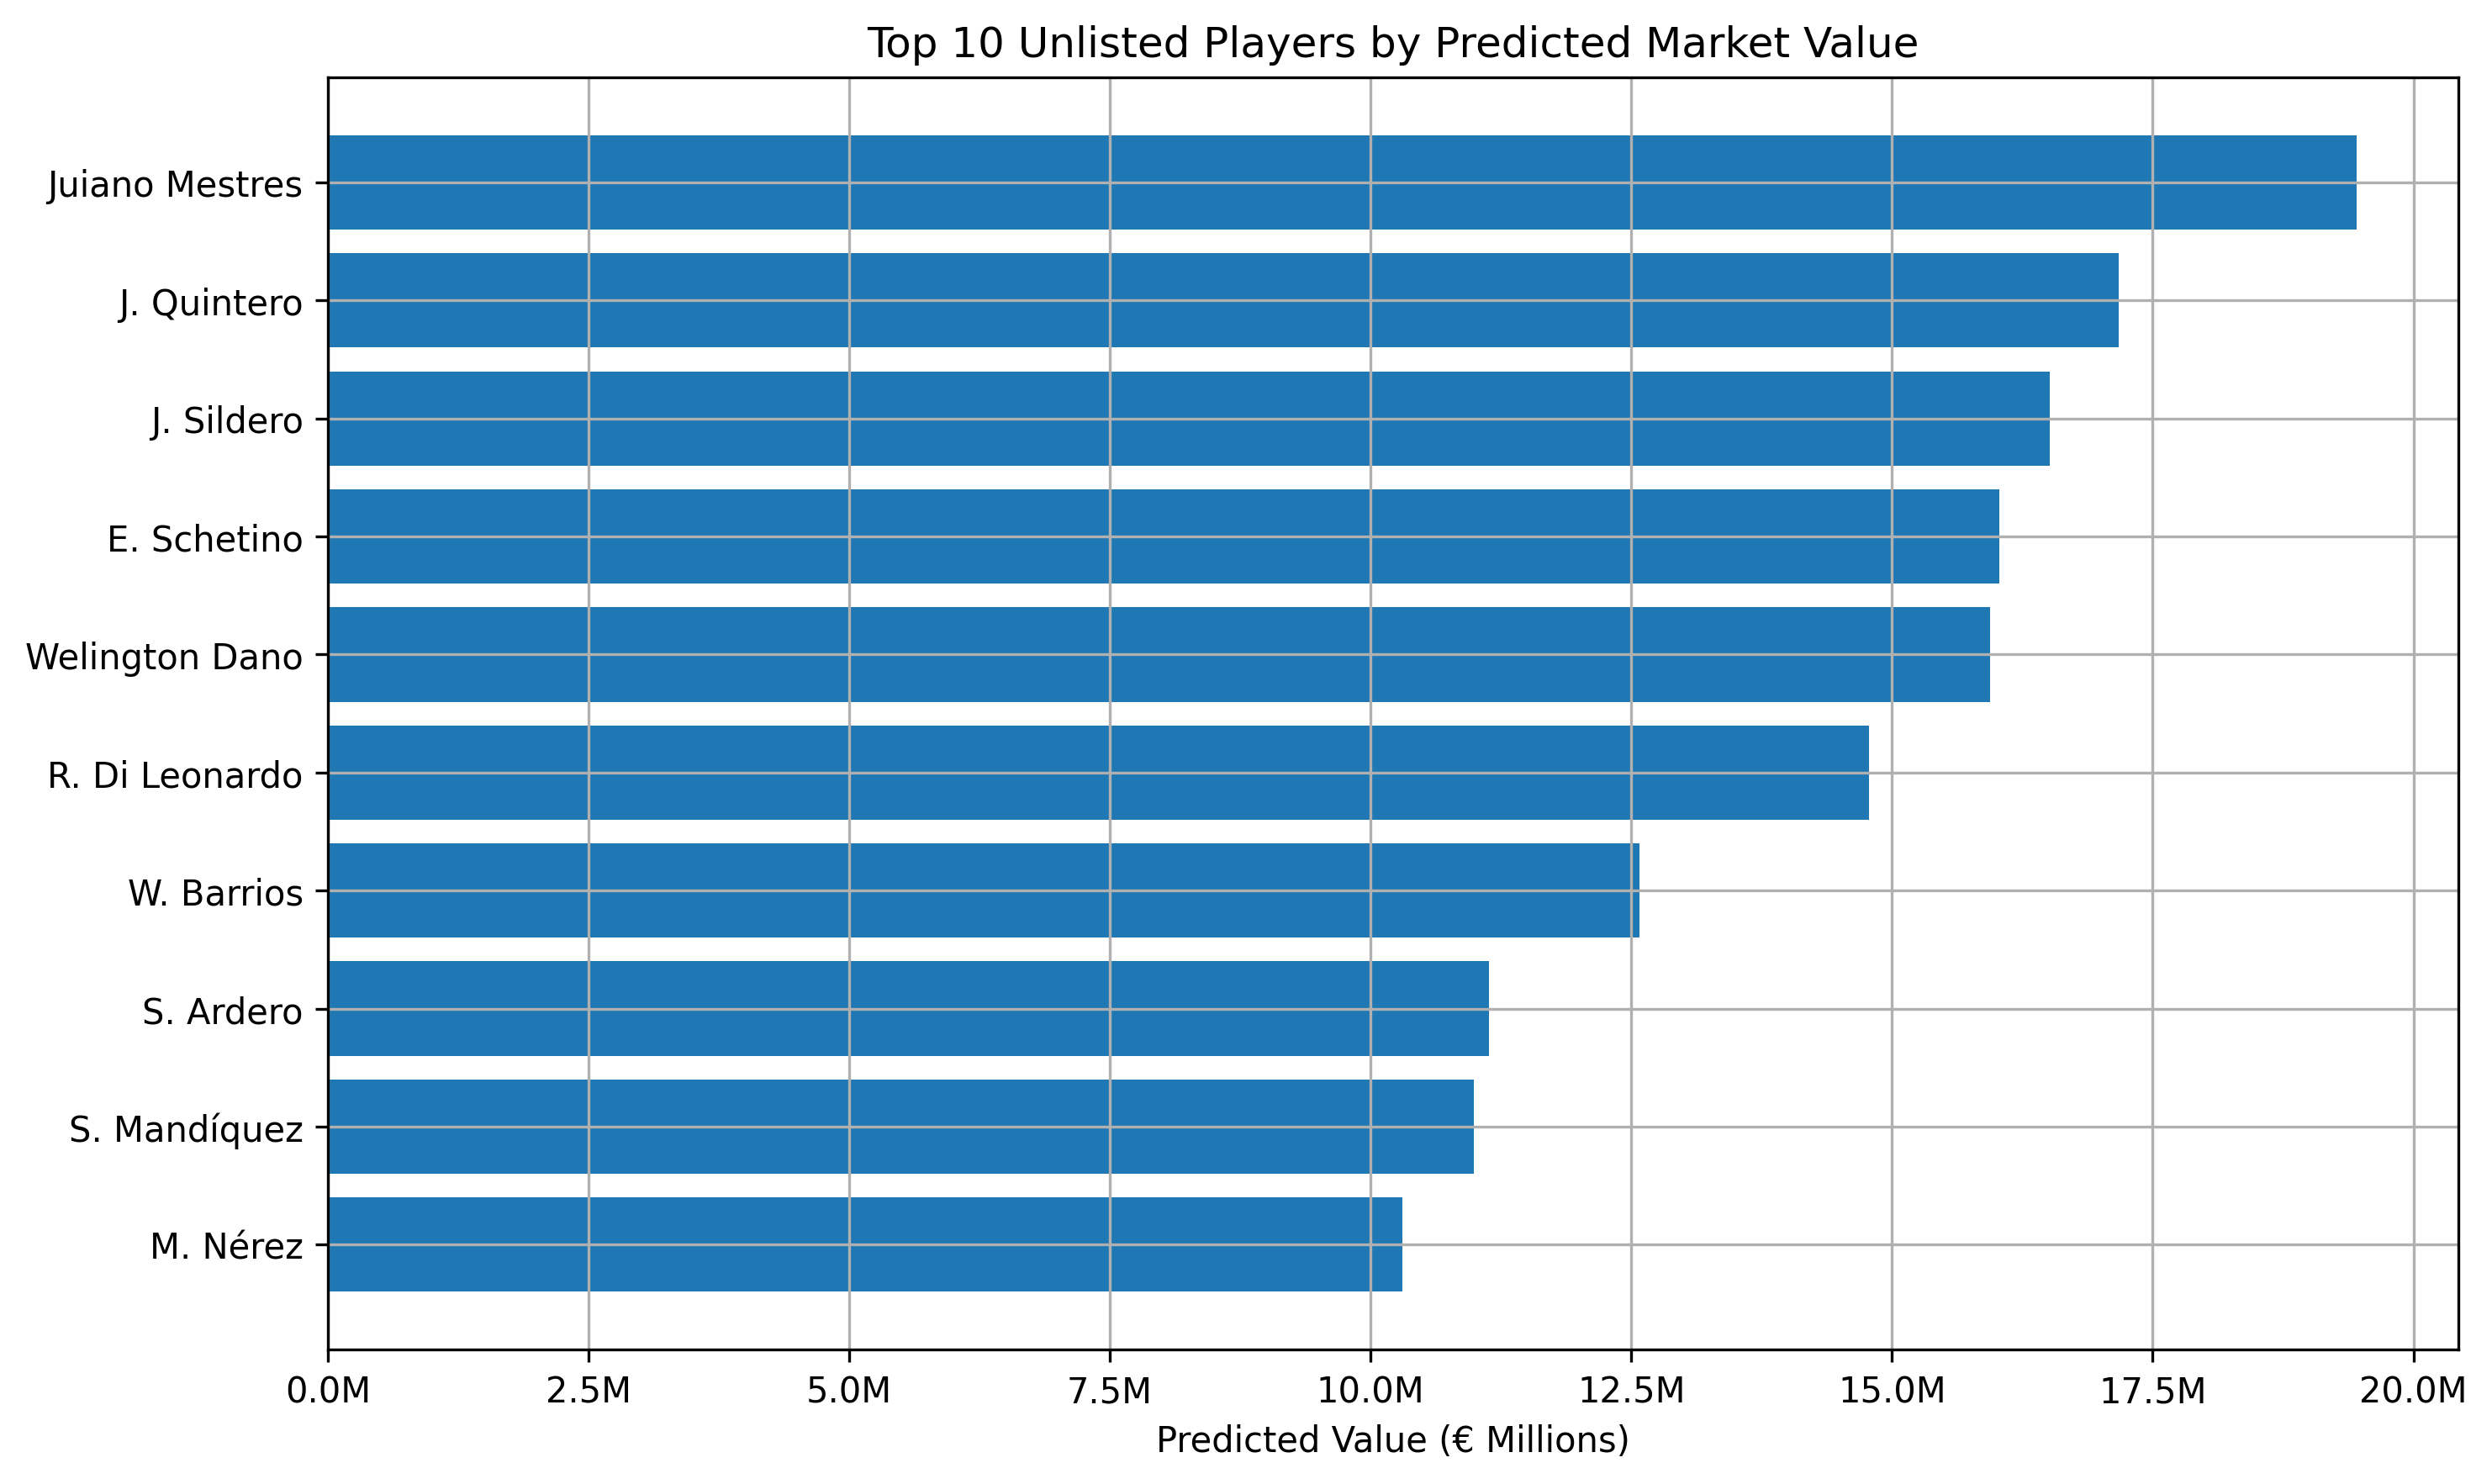 Top 10 Unlisted Players by Predicted Market Value
Juiano Mestres
J. Quintero
J. Sildero
E. Schetino
Welington Dano
R. Di Leonardo
W. Barrios
S. Ardero
S. Mandíquez
M. Nérez
0.0M 2.5M 5.0M 7.5M 10.0M 12.5M 15.0M 17.5M 20.0M
Predicted Value (€ Millions)